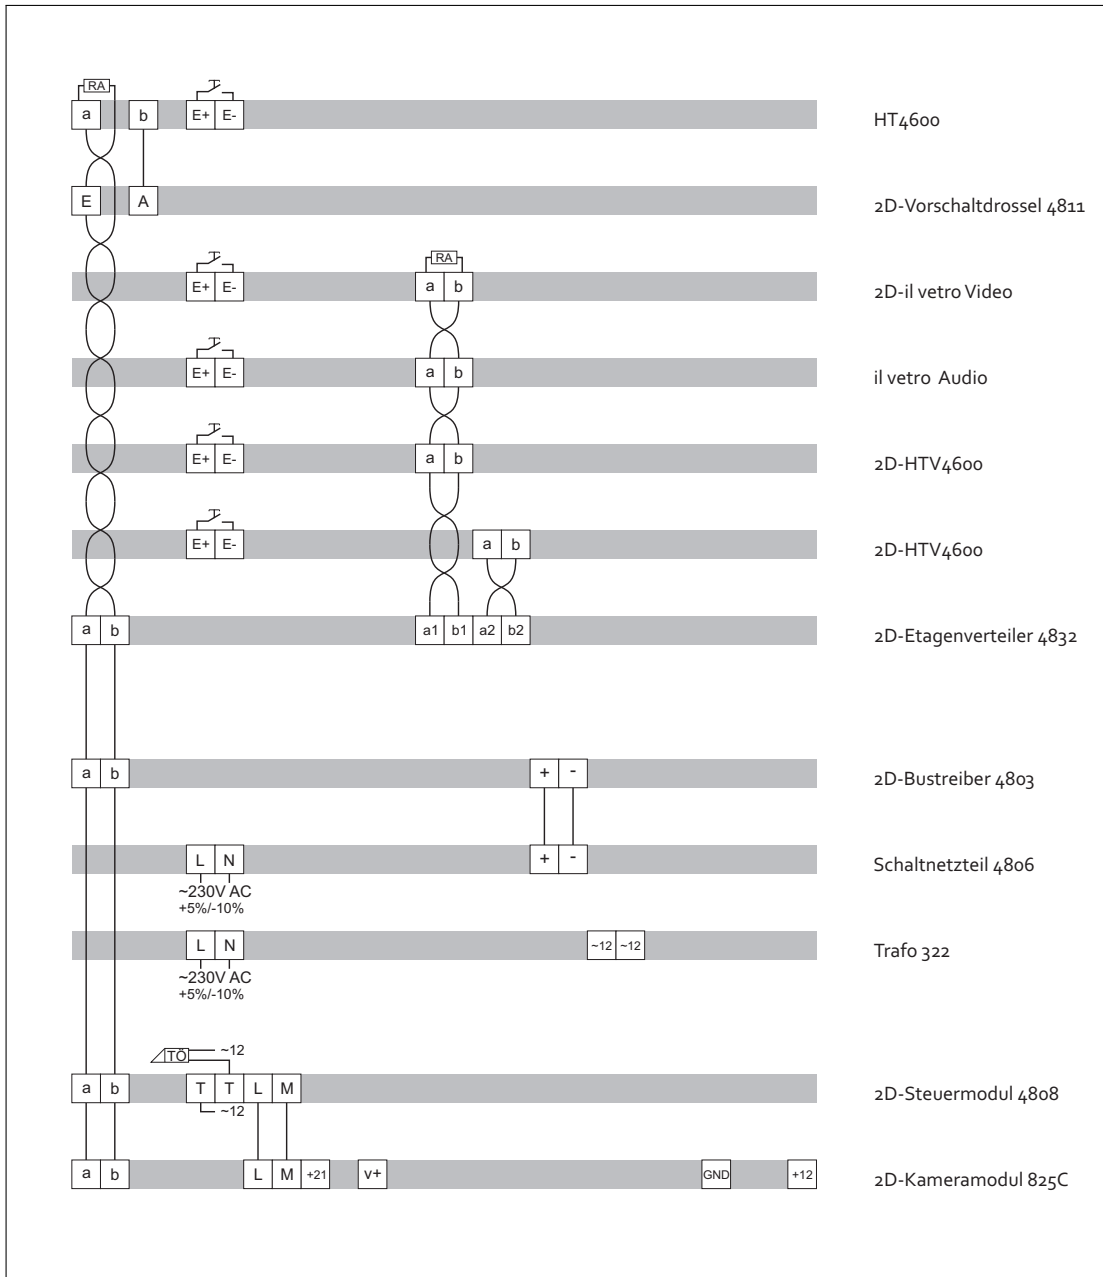 RA
a b E+ E- HT4600
E A 2D-Vorschaltdrossel 4811
RA
E+ E- a b 2D-il vetro Video
E+ E- a b il vetro Audio
E+ E- a b 2D-HTV4600
E+ E- a b 2D-HTV4600
a b a1 b1 a2 b2 2D-Etagenverteiler 4832
a b + - 2D-Bustreiber 4803
L N + - Schaltnetzteil 4806
~230V AC
+5%/-10%
L N ~12 ~12 Trafo 322
~230V AC
+5%/-10%
TÖ ~12
a b T T L M 2D-Steuermodul 4808
~12
a b L M +21 v+ GND +12 2D-Kameramodul 825C